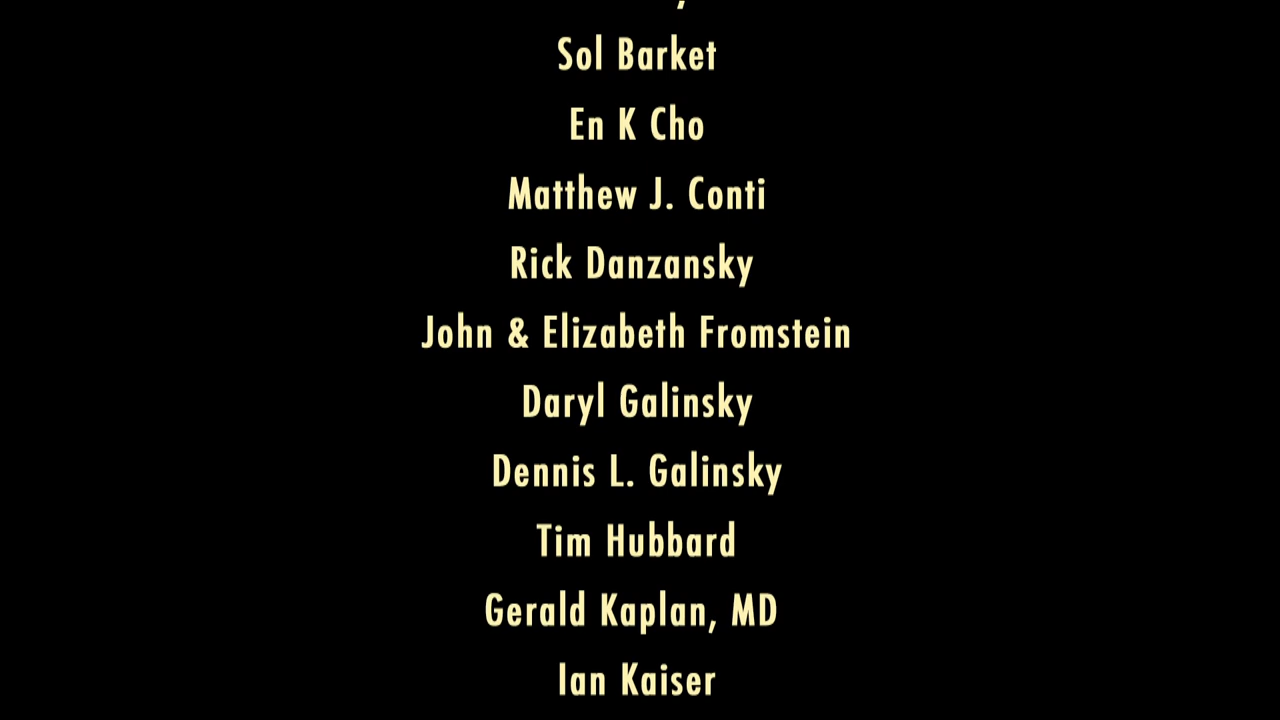 Sol Barket
En K Cho
Matthew J. Conti
Rick Danzansky
John & Elizabeth Fromstein
Daryl Galinsky
Dennis L. Galinsky
Tim Hubbard
Gerald Kaplan, MD
Ian Kaiser